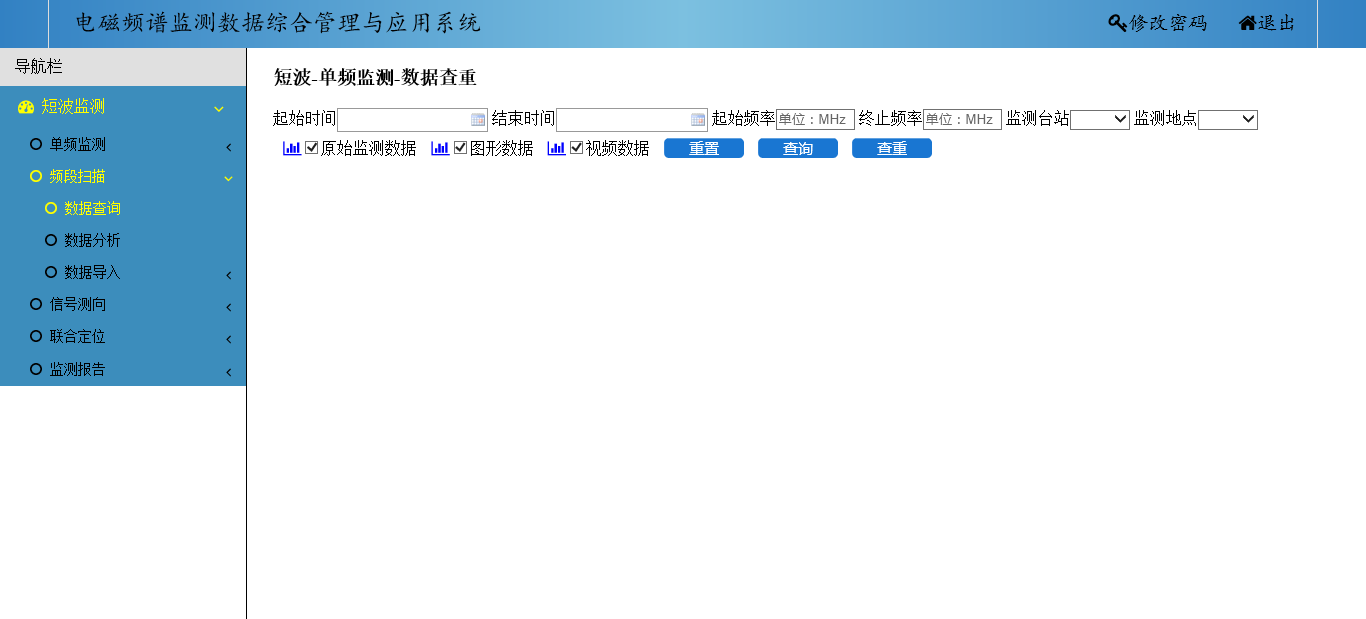 电磁频谱监测数据综合管理与应用系统 修改密码 退出
导航栏
短波监测
单频监测
频段扫描
数据查询
数据分析
数据导入
信号测向
联合定位
监测报告
短波-单频监测-数据查重
起始时间 结束时间 起始频率 单位：MHz 终止频率 单位：MHz 监测台站 监测地点
原始监测数据 图形数据 视频数据 重置 查询 查重